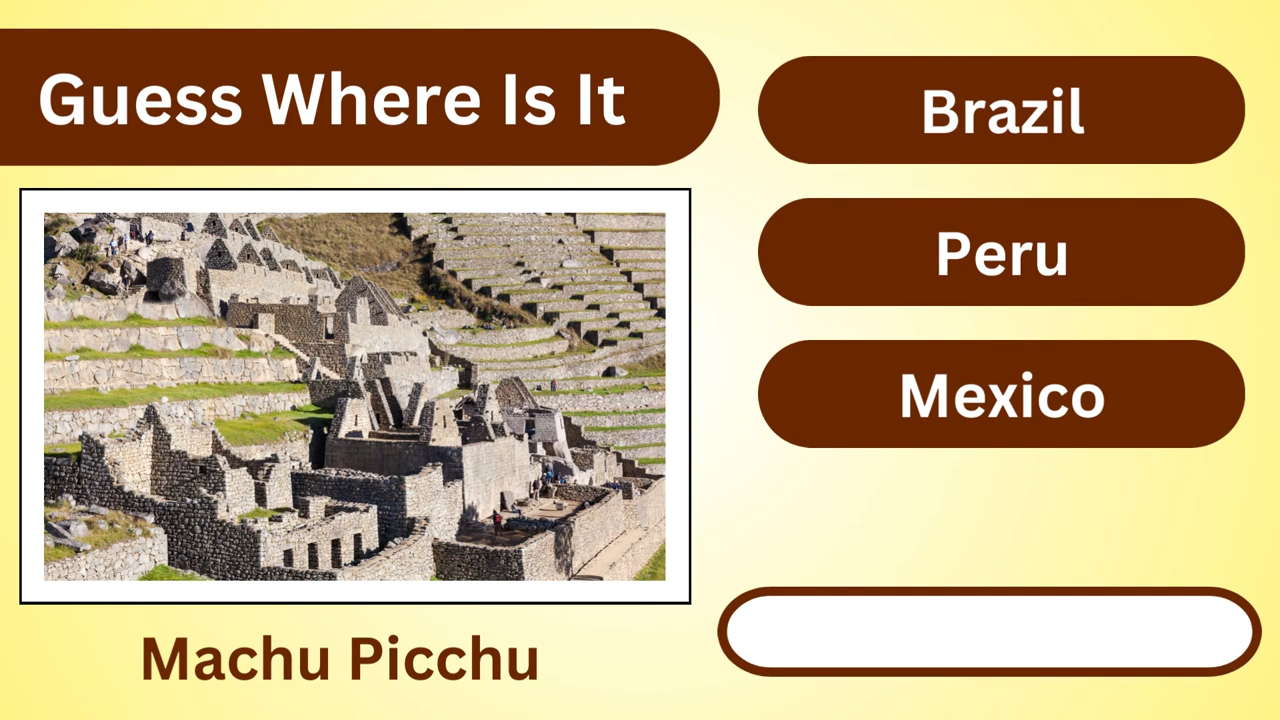 Guess Where Is It
Brazil
Peru
Mexico
Machu Picchu